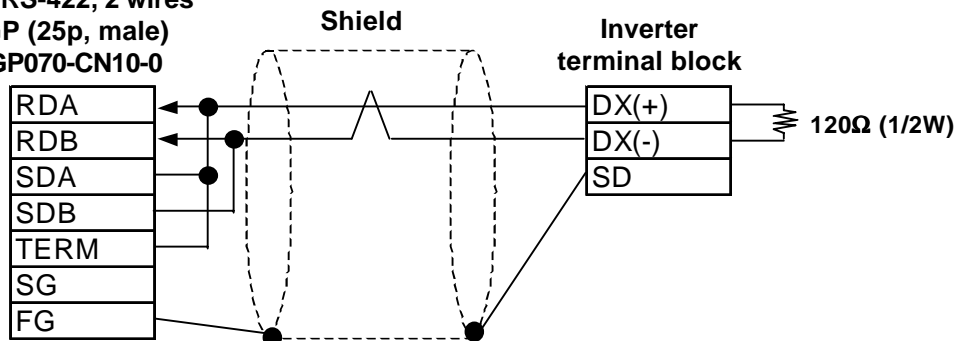 RS-422, 2 wires
GP (25p, male)
GP070-CN10-0
Shield
Inverter
terminal block
RDA
RDB
SDA
SDB
TERM
SG
FG
DX(+)
DX(-)
SD
120Ω (1/2W)